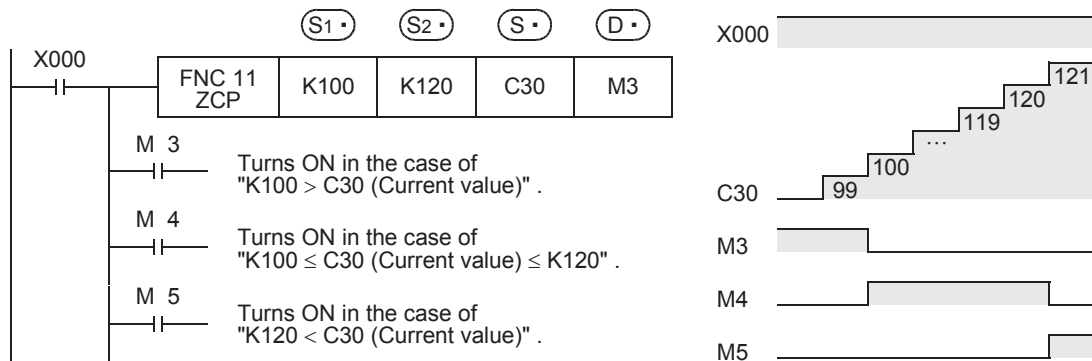 S1 · S2 · S · D ·
X000
FNC 11
ZCP
K100
K120
C30
M3
M 3
Turns ON in the case of
"K100 > C30 (Current value)" .
M 4
Turns ON in the case of
"K100 ≤ C30 (Current value) ≤ K120" .
M 5
Turns ON in the case of
"K120 < C30 (Current value)" .
X000
121
120
119
...
100
99
C30
M3
M4
M5